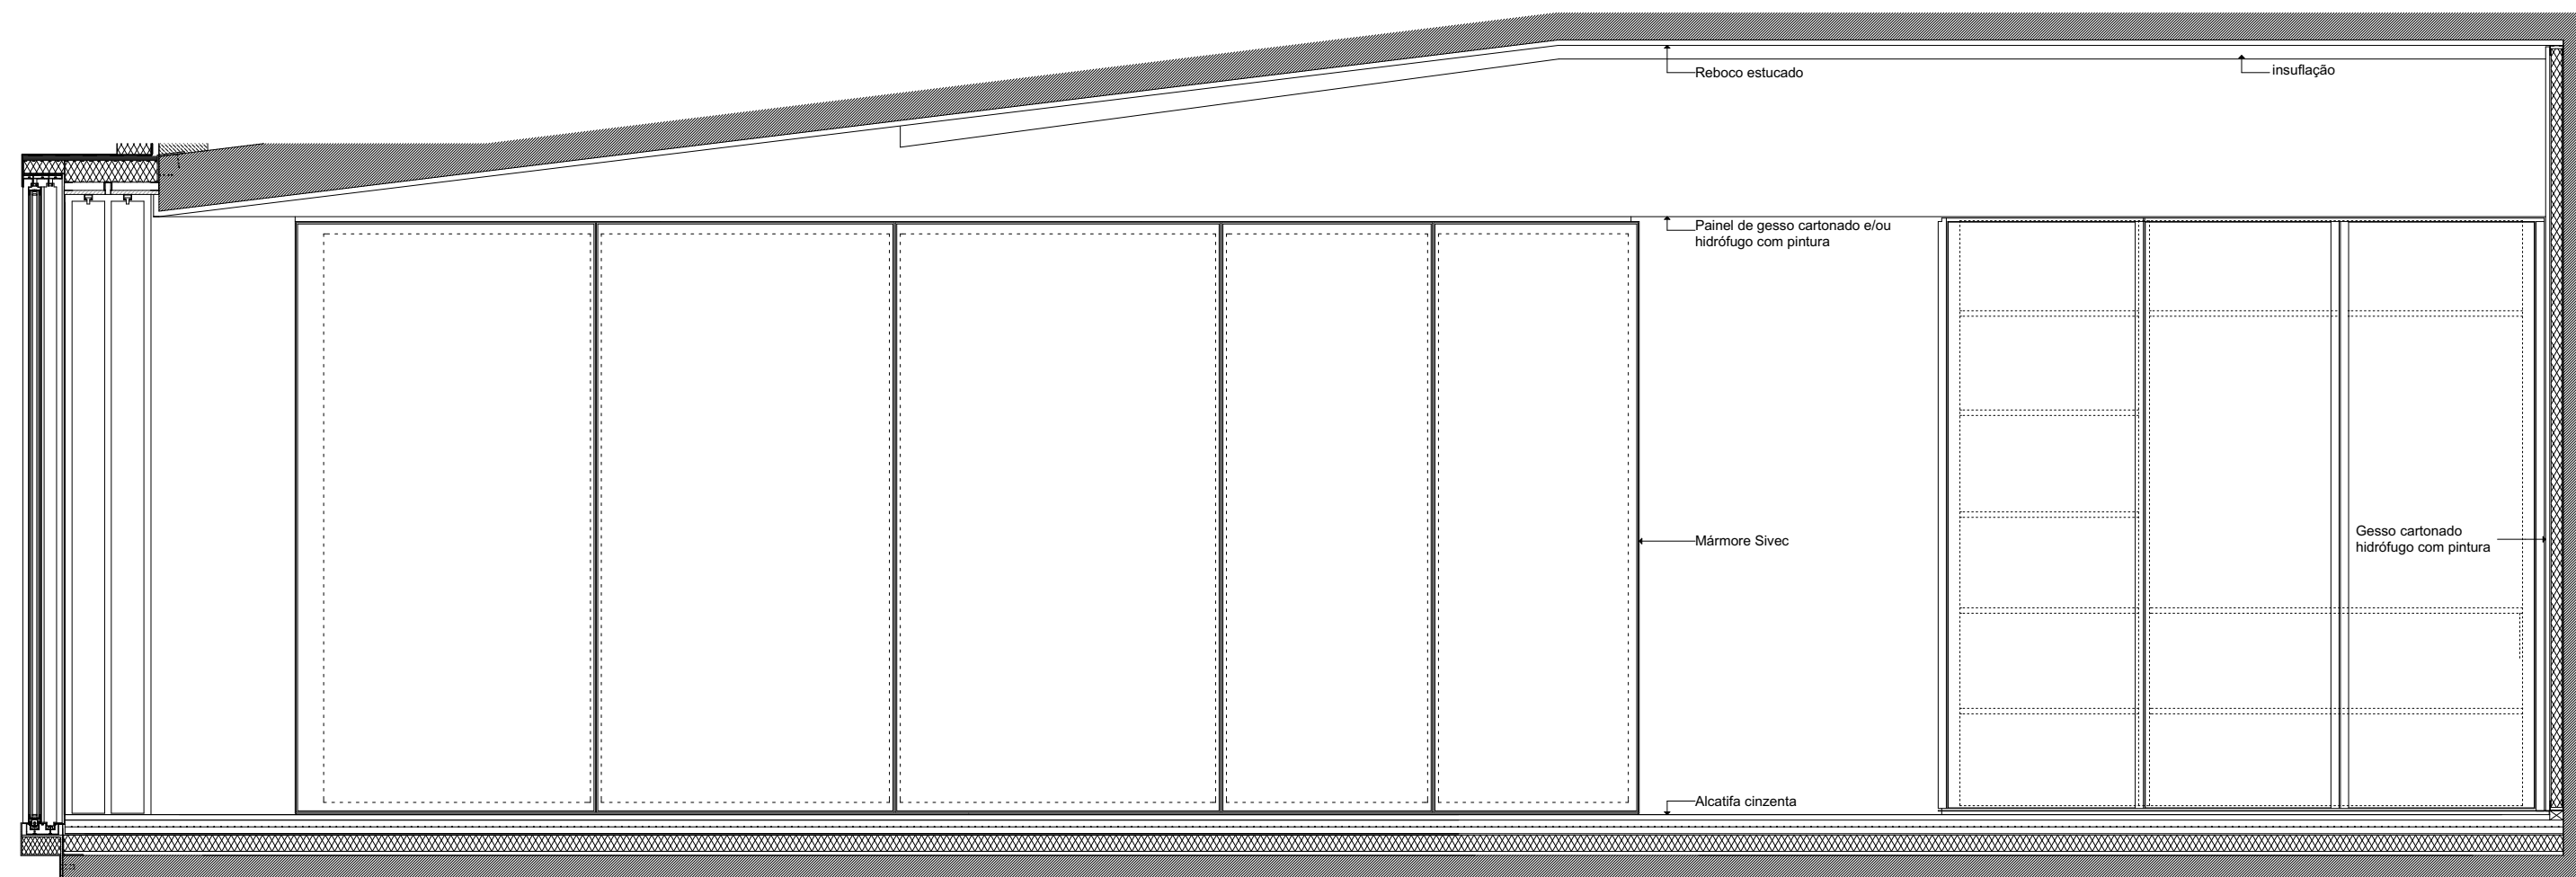 Reboco estucado
insuflação
Painel de gesso cartonado e/ou
hidrófugo com pintura
Mármore Sivec
Gesso cartonado
hidrófugo com pintura
Alcatifa cinzenta